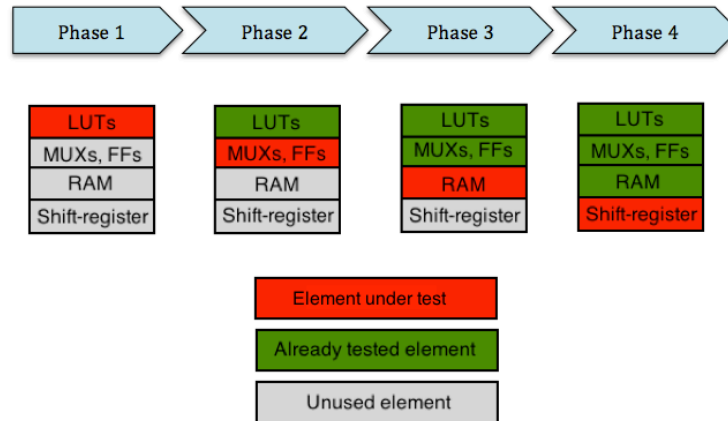 Phase 1 Phase 2 Phase 3 Phase 4
LUTs LUTs LUTs LUTs
MUXs, FFs MUXs, FFs MUXs, FFs MUXs, FFs
RAM RAM RAM RAM
Shift-register Shift-register Shift-register Shift-register
Element under test
Already tested element
Unused element